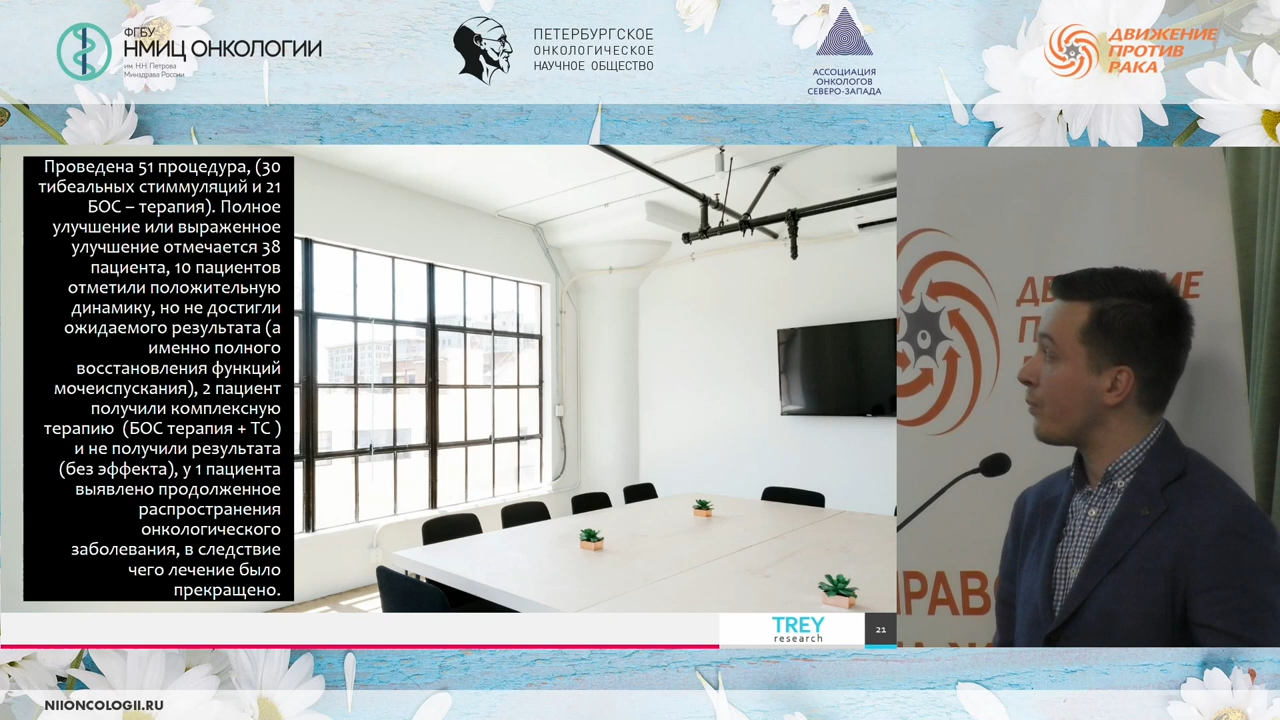 ФГБУ
НМИЦ ОНКОЛОГИИ
им. Н.Н. Петрова
Минздрава России
ПЕТЕРБУРГСКОЕ
ОНКОЛОГИЧЕСКОЕ
НАУЧНОЕ ОБЩЕСТВО
АССОЦИАЦИЯ
ОНКОЛОГОВ
СЕВЕРО-ЗАПАДА
ДВИЖЕНИЕ
ПРОТИВ
РАКА
Проведена 51 процедура, (30
тибеальных стиммуляций и 21
БОС – терапия). Полное
улучшение или выраженное
улучшение отмечается 38
пациента, 10 пациентов
отметили положительную
динамику, но не достигли
ожидаемого результата (а
именно полного
восстановления функций
мочеиспускания), 2 пациент
получили комплексную
терапию (БОС терапия + ТС )
и не получили результата
(без эффекта), у 1 пациента
выявлено продолженное
распространения
онкологического
заболевания, в следствие
чего лечение было
прекращено.
TREY
research
21
NIIONCOLOGII.RU